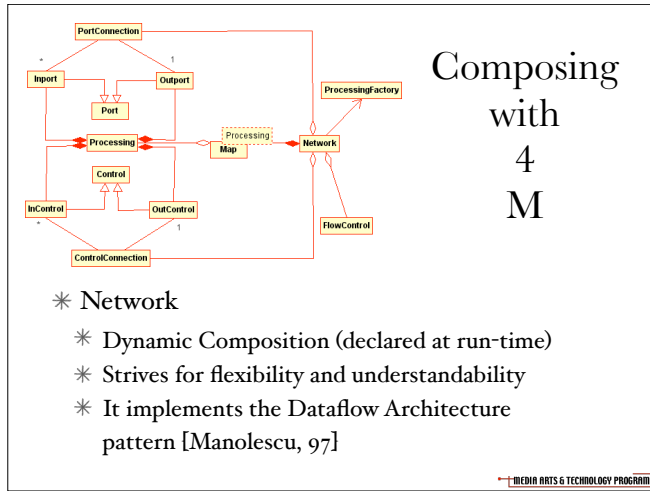 PortConnection
*
1
Inport
Outport
Port
ProcessingFactory
Processing
Processing
Map
Network
Control
InControl
OutControl
*
1
FlowControl
ControlConnection
Composing
with
4
M
✳ Network
✳ Dynamic Composition (declared at run-time)
✳ Strives for flexibility and understandability
✳ It implements the Dataflow Architecture
pattern [Manolescu, 97]
MEDIA ARTS & TECHNOLOGY PROGRAM